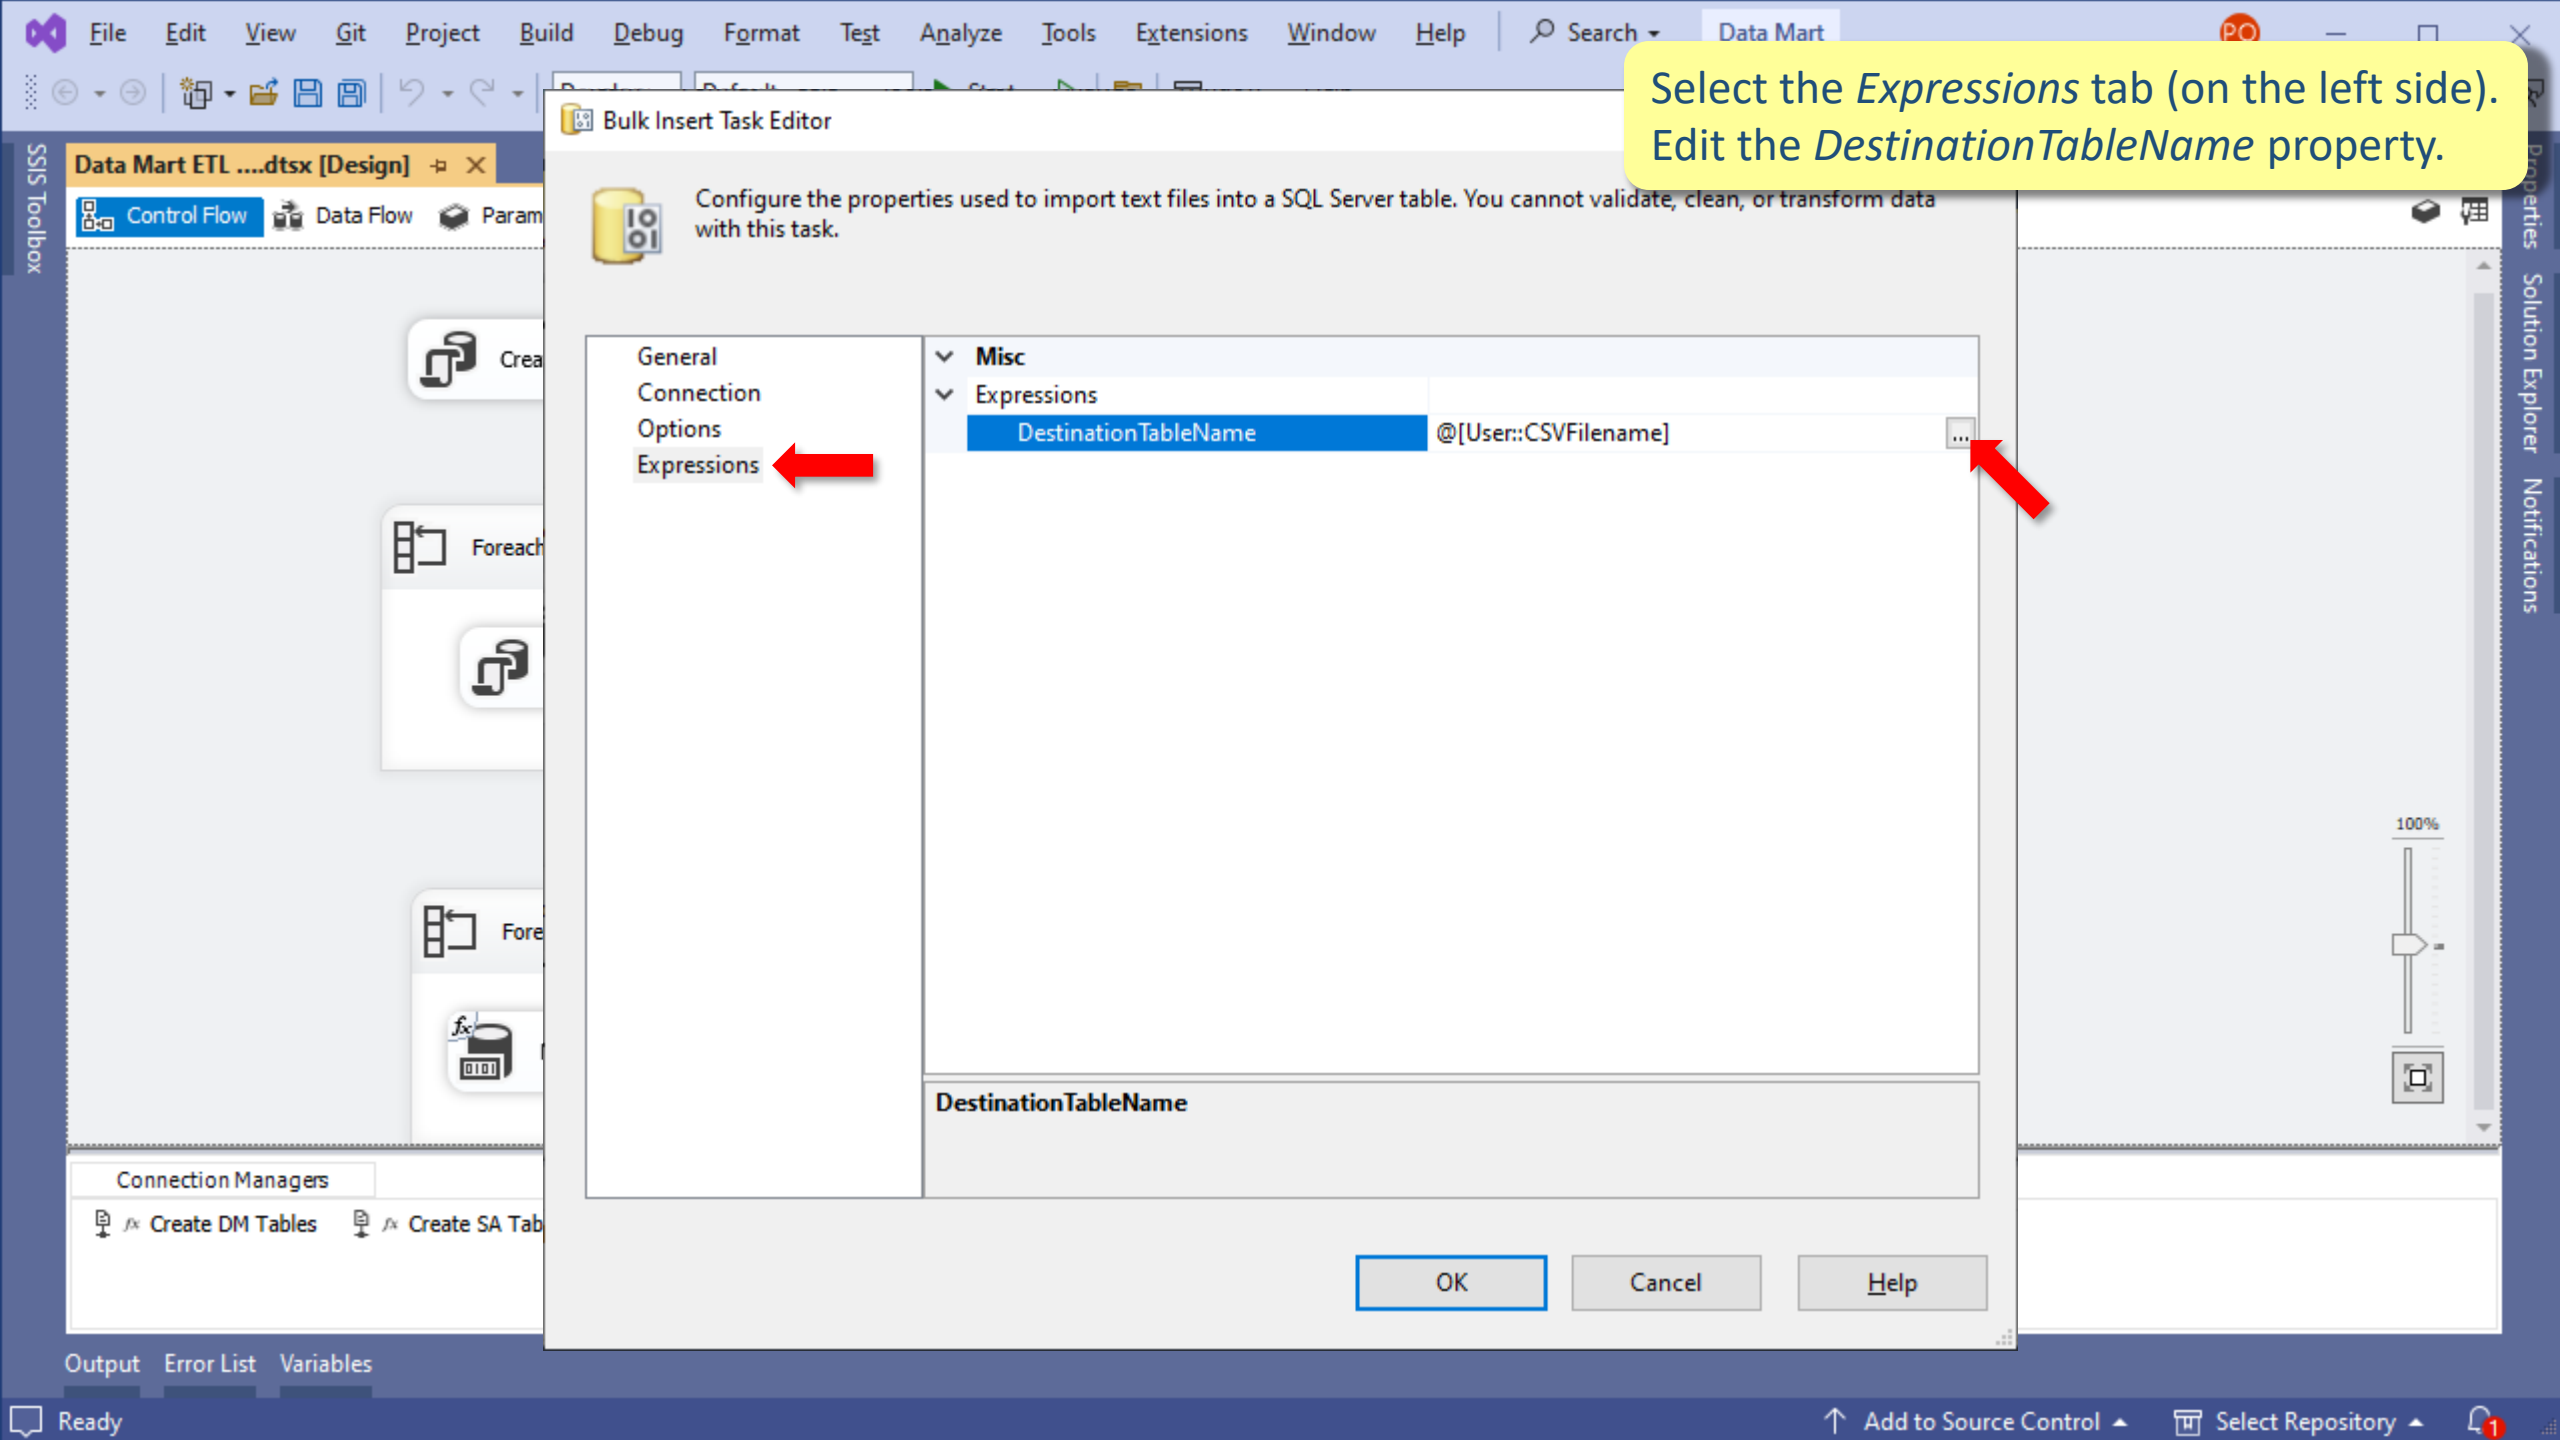 File Edit View Git Project Build Debug Format Test Analyze Tools Extensions Window Help Search Data Mart PO
Select the Expressions tab (on the left side).
Edit the DestinationTableName property.
Bulk Insert Task Editor
SSIS Toolbox
Data Mart ETL ....dtsx [Design]
Control Flow Data Flow Param
Configure the properties used to import text files into a SQL Server table. You cannot validate, clean, or transform data
with this task.
Properties
Solution Explorer
Notifications
General
Connection
Options
Expressions
Misc
Expressions
DestinationTableName @[User::CSVFilename] ...
Crea
Foreach
Fore
100%
DestinationTableName
Connection Managers
Create DM Tables Create SA Tab
OK Cancel Help
Output Error List Variables
Ready Add to Source Control Select Repository 1